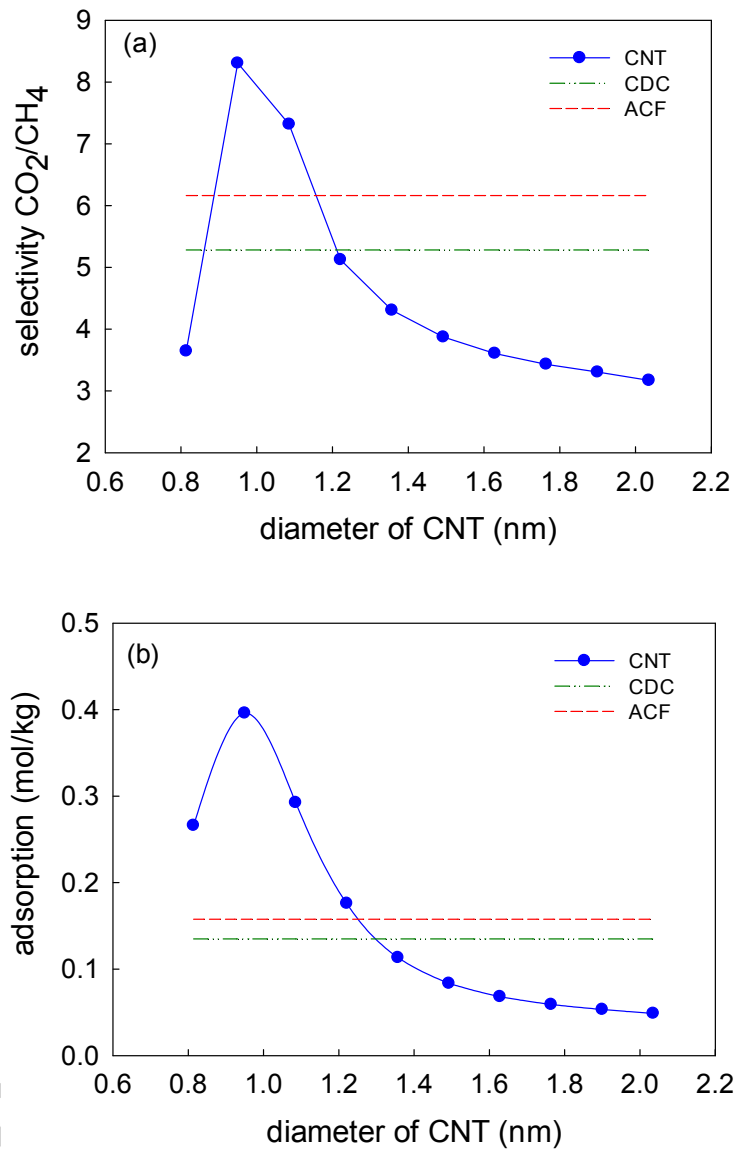 (a)
CNT
CDC
ACF
selectivity CO2/CH4
9
8
7
6
5
4
3
2
0.6 0.8 1.0 1.2 1.4 1.6 1.8 2.0 2.2
diameter of CNT (nm)
(b)
CNT
CDC
ACF
adsorption (mol/kg)
0.5
0.4
0.3
0.2
0.1
0.0
0.6 0.8 1.0 1.2 1.4 1.6 1.8 2.0 2.2
diameter of CNT (nm)